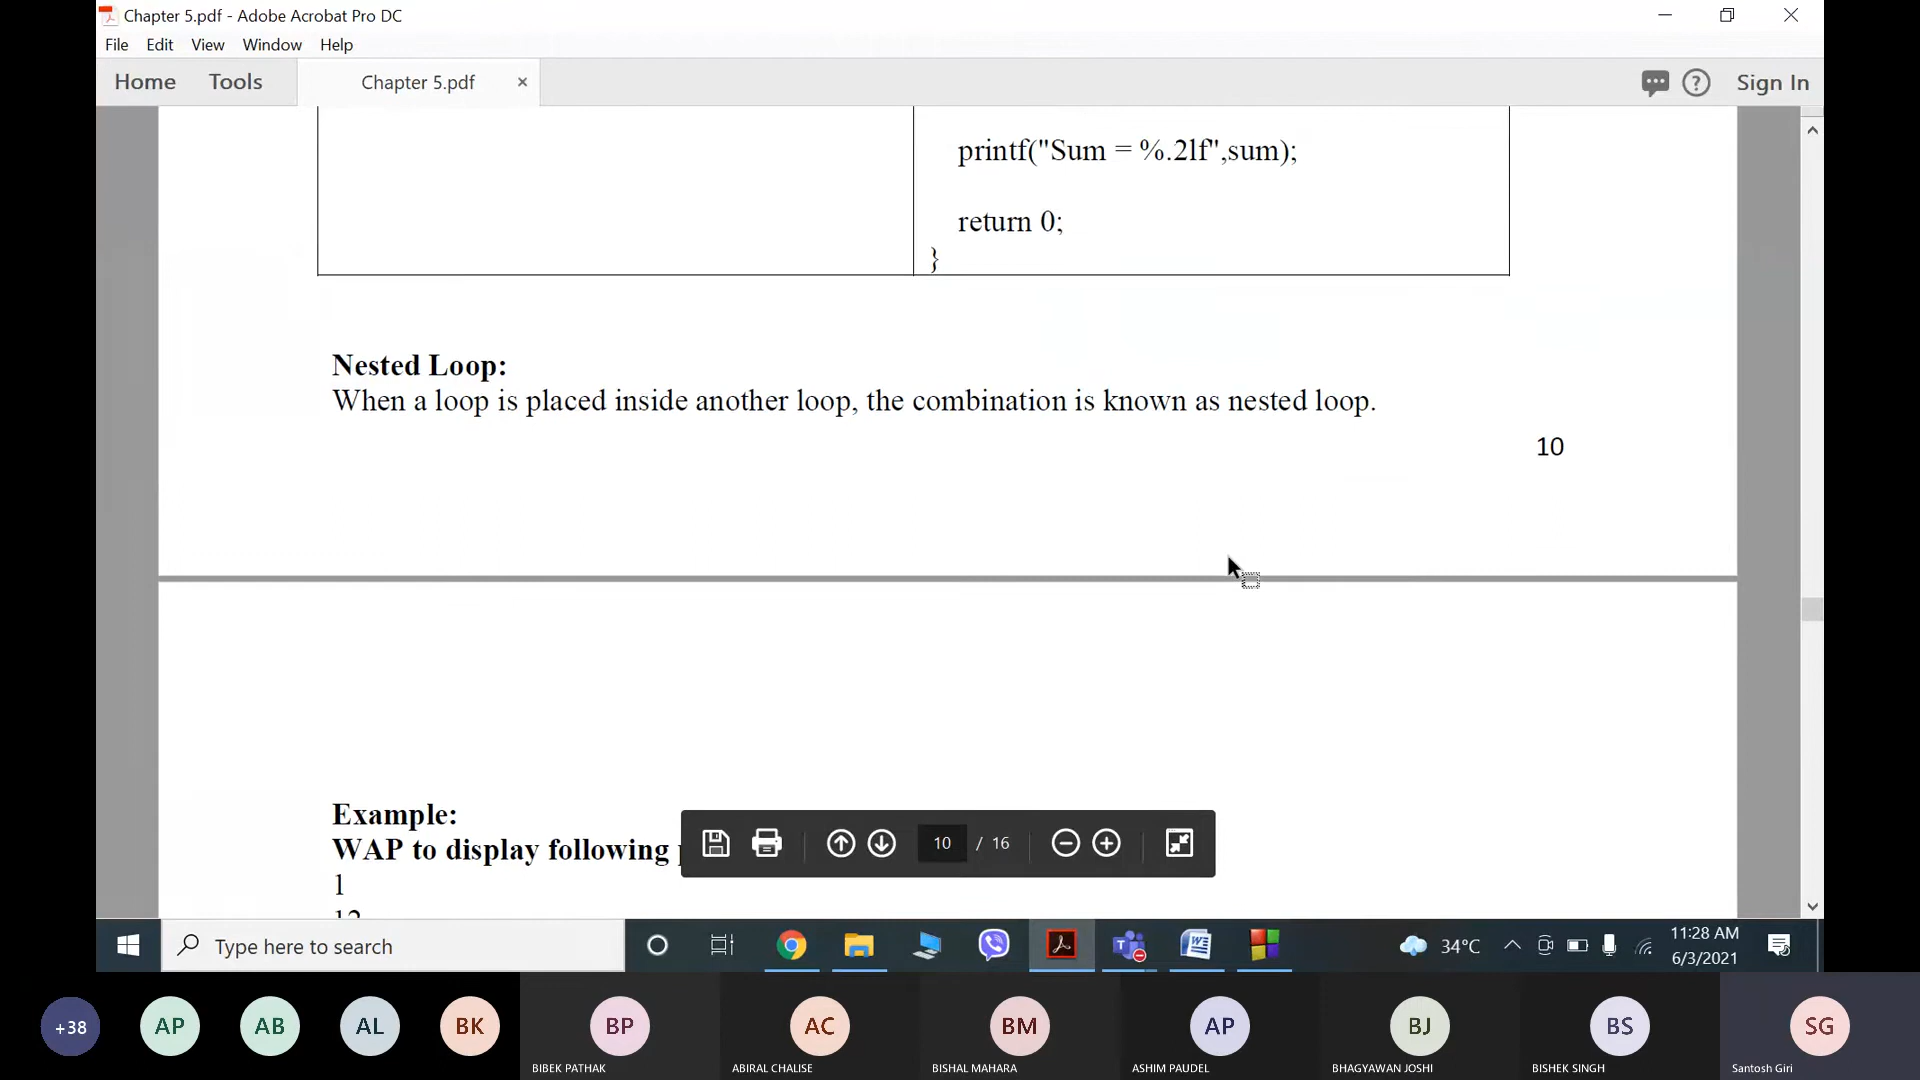 Chapter 5.pdf - Adobe Acrobat Pro DC
File Edit View Window Help
Home Tools Chapter 5.pdf × Sign In
printf("Sum = %.2lf",sum);
return 0;
}
Nested Loop:
When a loop is placed inside another loop, the combination is known as nested loop.
10
Example:
WAP to display following
1
12
10 / 16
Type here to search
34°C
11:28 AM
6/3/2021
+38 AP AB AL BK BP AC BM AP BJ BS SG
BIBEK PATHAK ABIRAL CHALISE BISHAL MAHARA ASHIM PAUDEL BHAGYAWAN JOSHI BISHEK SINGH Santosh Giri